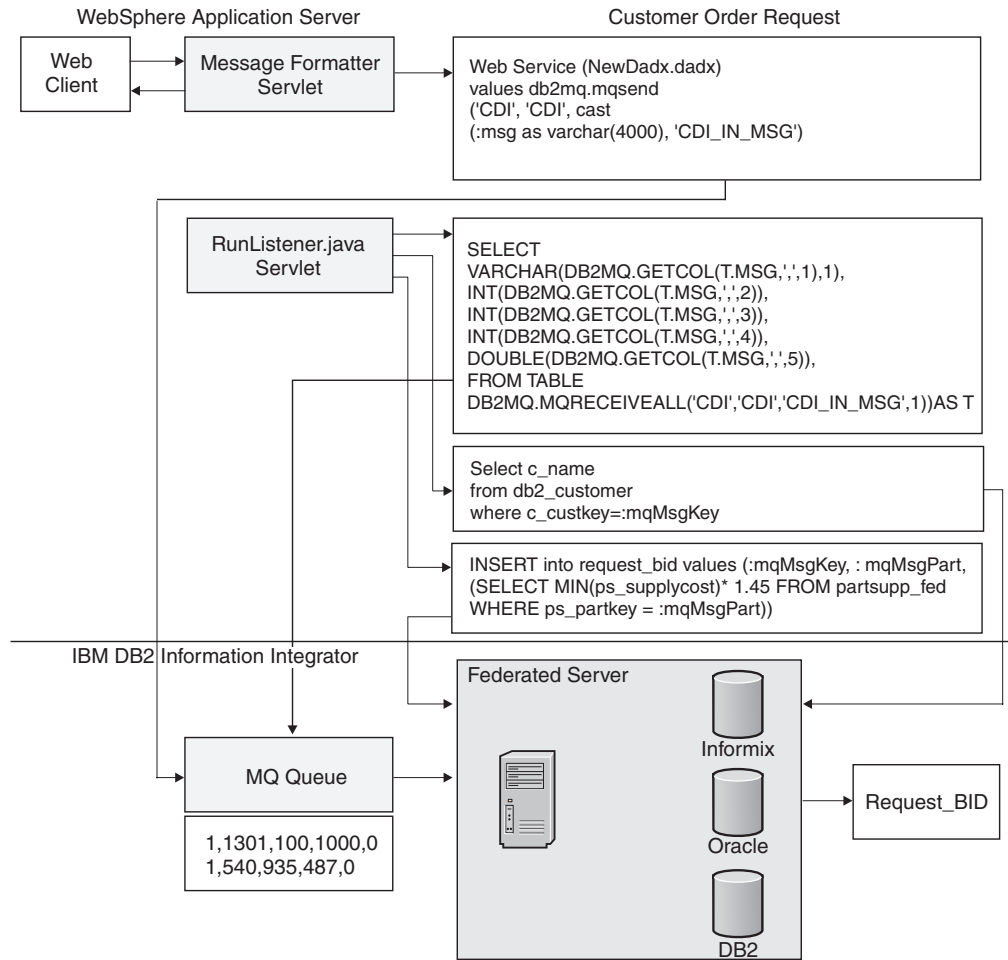 WebSphere Application Server
Customer Order Request
Web
Client
Message Formatter
Servlet
Web Service (NewDadx.dadx)
values db2mq.mqsend
('CDI', 'CDI', cast
(:msg as varchar(4000), 'CDI_IN_MSG')
RunListener.java
Servlet
SELECT
VARCHAR(DB2MQ.GETCOL(T.MSG,',',1),1),
INT(DB2MQ.GETCOL(T.MSG,',',2)),
INT(DB2MQ.GETCOL(T.MSG,',',3)),
INT(DB2MQ.GETCOL(T.MSG,',',4)),
DOUBLE(DB2MQ.GETCOL(T.MSG,',',5)),
FROM TABLE
DB2MQ.MQRECEIVEALL('CDI','CDI','CDI_IN_MSG',1))AS T
Select c_name
from db2_customer
where c_custkey=:mqMsgKey
INSERT into request_bid values (:mqMsgKey, : mqMsgPart,
(SELECT MIN(ps_supplycost)* 1.45 FROM partsupp_fed
WHERE ps_partkey = :mqMsgPart))
IBM DB2 Information Integrator
Federated Server
Informix
MQ Queue
Request_BID
1,1301,100,1000,0
1,540,935,487,0
Oracle
DB2